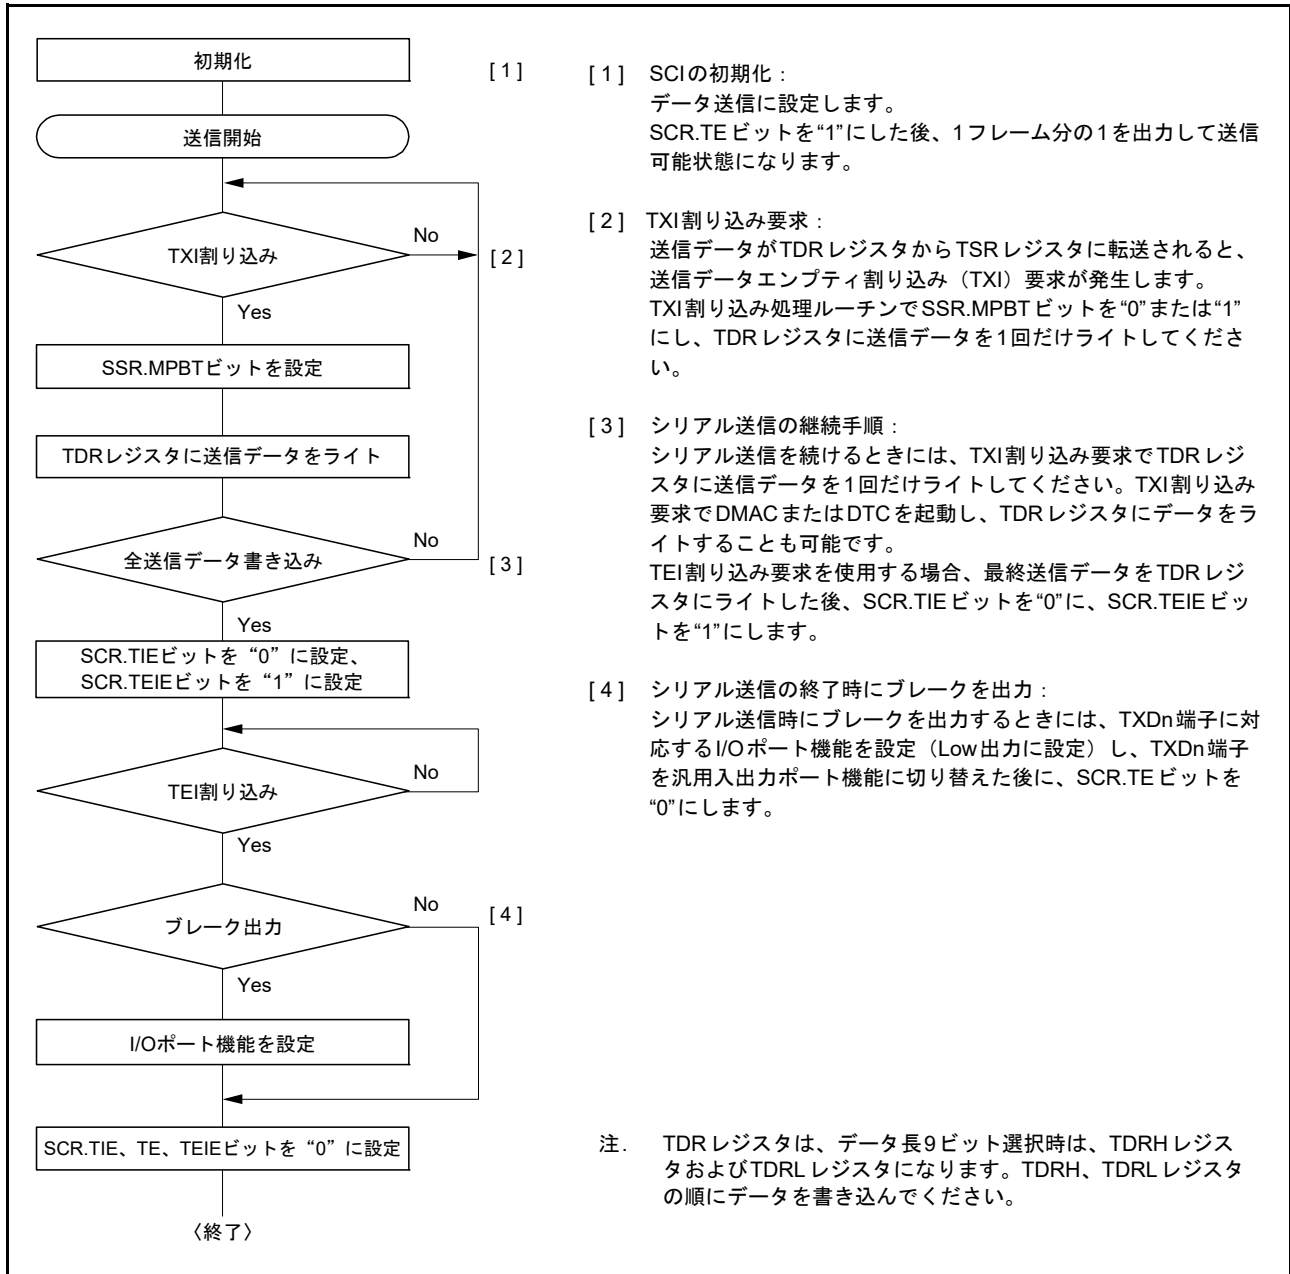 初期化
[ 1 ]
送信開始
TXI割り込み
No
[ 2 ]
Yes
SSR.MPBTビットを設定
TDRレジスタに送信データをライト
全送信データ書き込み
No
[ 3 ]
Yes
SCR.TIEビットを“0”に設定、
SCR.TEIEビットを“1”に設定
TEI割り込み
No
Yes
ブレーク出力
No
[ 4 ]
Yes
I/Oポート機能を設定
SCR.TIE、TE、TEIEビットを“0”に設定
〈終了〉
[ 1 ] SCIの初期化：
データ送信に設定します。
SCR.TEビットを“1”にした後、1フレーム分の1を出力して送信
可能状態になります。
[ 2 ] TXI割り込み要求：
送信データがTDRレジスタからTSRレジスタに転送されると、
送信データエンプティ割り込み（TXI）要求が発生します。
TXI割り込み処理ルーチンでSSR.MPBTビットを“0”または“1”
にし、TDRレジスタに送信データを1回だけライトしてくださ
い。
[ 3 ] シリアル送信の継続手順：
シリアル送信を続けるときには、TXI割り込み要求でTDRレジ
スタに送信データを1回だけライトしてください。TXI割り込み
要求でDMACまたはDTCを起動し、TDRレジスタにデータをラ
イトすることも可能です。
TEI割り込み要求を使用する場合、最終送信データをTDRレジ
スタにライトした後、SCR.TIEビットを“0”に、SCR.TEIEビッ
トを“1”にします。
[ 4 ] シリアル送信の終了時にブレークを出力：
シリアル送信時にブレークを出力するときには、TXDn端子に対
応するI/Oポート機能を設定（Low出力に設定）し、TXDn端子
を汎用入出力ポート機能に切り替えた後に、SCR.TEビットを
“0”にします。
注. TDRレジスタは、データ長9ビット選択時は、TDRHレジス
タおよびTDRLレジスタになります。TDRH、TDRLレジスタ
の順にデータを書き込んでください。